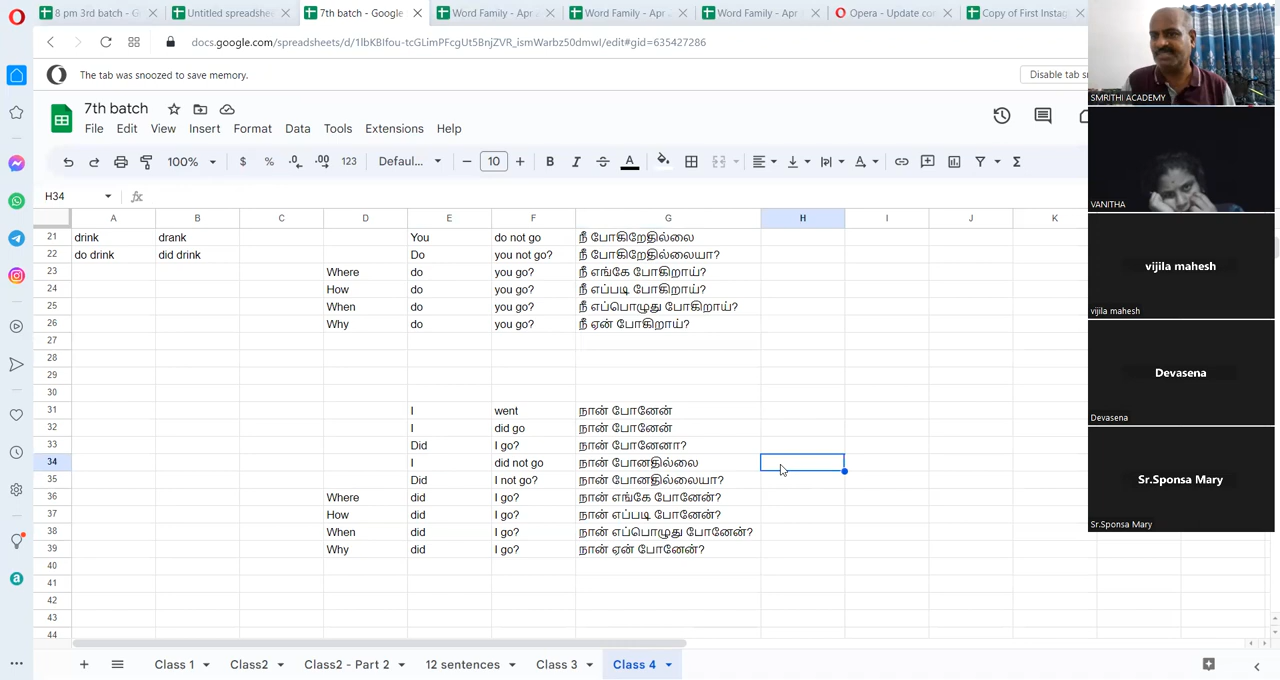 8 pm 3rd batch - G
Untitled spreadshee
7th batch - Google
Word Family - Apr
Word Family - Apr
Word Family - Apr
Opera - Update co
Copy of First Instag
docs.google.com/spreadsheets/d/1lbKBIfou-tcGLimPFcgUt5BnjZVR_ismWarbz50dmwI/edit#gid=635427286
The tab was snoozed to save memory.
Disable tab s
7th batch
File Edit View Insert Format Data Tools Extensions Help
100% $ % .0 .00 123 Defaul... 10 B I A
H34 fx
A B C D E F G H I J K
21 drink drank You do not go நீ போகிறேதில்லை
22 do drink did drink Do you not go? நீ போகிறேதில்லையா?
23 Where do you go? நீ எங்கே போகிறாய்?
24 How do you go? நீ எப்படி போகிறாய்?
25 When do you go? நீ எப்பொழுது போகிறாய்?
26 Why do you go? நீ ஏன் போகிறாய்?
27
28
29
30
31 I went நான் போனேன்
32 I did go நான் போனேன்
33 Did I go? நான் போனேனா?
34 I did not go நான் போனதில்லை
35 Did I not go? நான் போனதில்லையா?
36 Where did I go? நான் எங்கே போனேன்?
37 How did I go? நான் எப்படி போனேன்?
38 When did I go? நான் எப்பொழுது போனேன்?
39 Why did I go? நான் ஏன் போனேன்?
40
41
42
43
44
Class 1 Class2 Class2 - Part 2 12 sentences Class 3 Class 4
SMRITHI ACADEMY
VANITHA
vijila mahesh
vijila mahesh
Devasena
Devasena
Sr.Sponsa Mary
Sr.Sponsa Mary